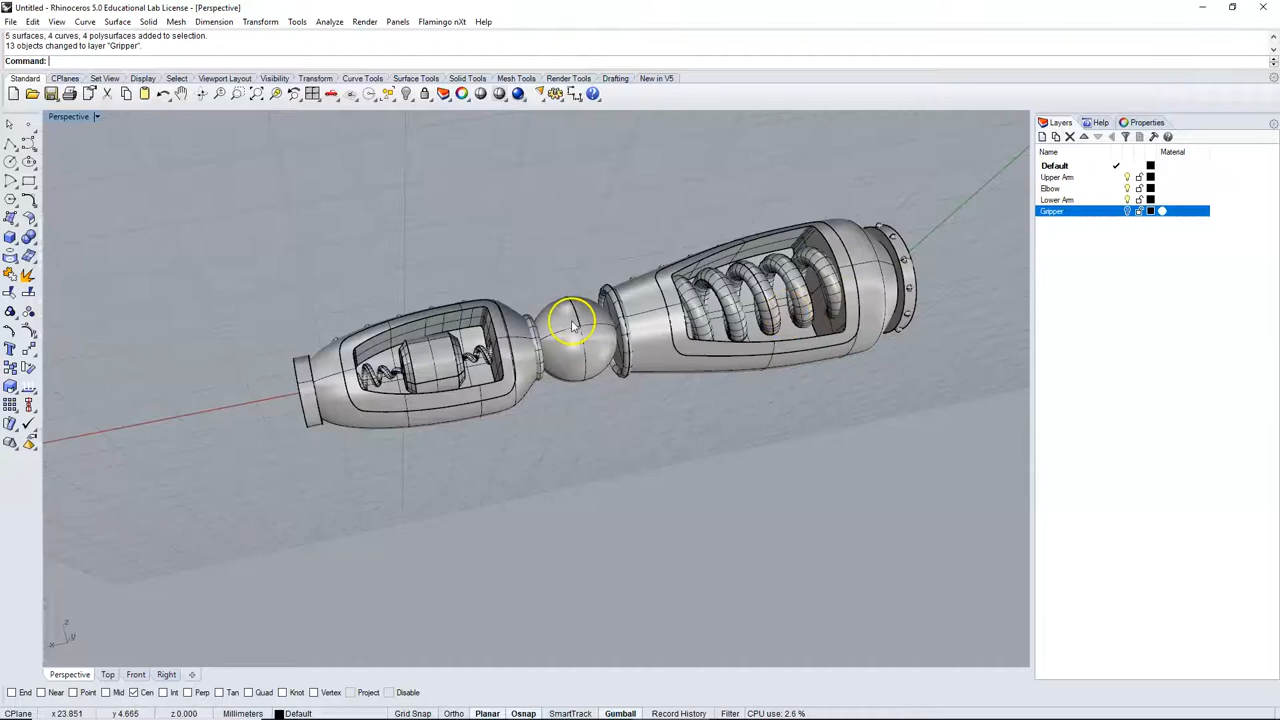 Untitled - Rhinoceros 5.0 Educational Lab License - [Perspective]
File Edit View Curve Surface Solid Mesh Dimension Transform Tools Analyze Render Panels Flamingo nXt Help
5 surfaces, 4 curves, 4 polysurfaces added to selection.
13 objects changed to layer "Gripper".
Command:
Standard CPlanes Set View Display Select Viewport Layout Visibility Transform Curve Tools Surface Tools Solid Tools Mesh Tools Render Tools Drafting New in V5
Perspective
Layers Help Properties
Name Material
Default
Upper Arm
Elbow
Lower Arm
Gripper
z
x y
Perspective Top Front Right
End Near Point Mid Cen Int Perp Tan Quad Knot Vertex Project Disable
CPlane x 23.851 y 4.665 z 0.000 Millimeters Default Grid Snap Ortho Planar Osnap SmartTrack Gumball Record History Filter CPU use: 2.6 %